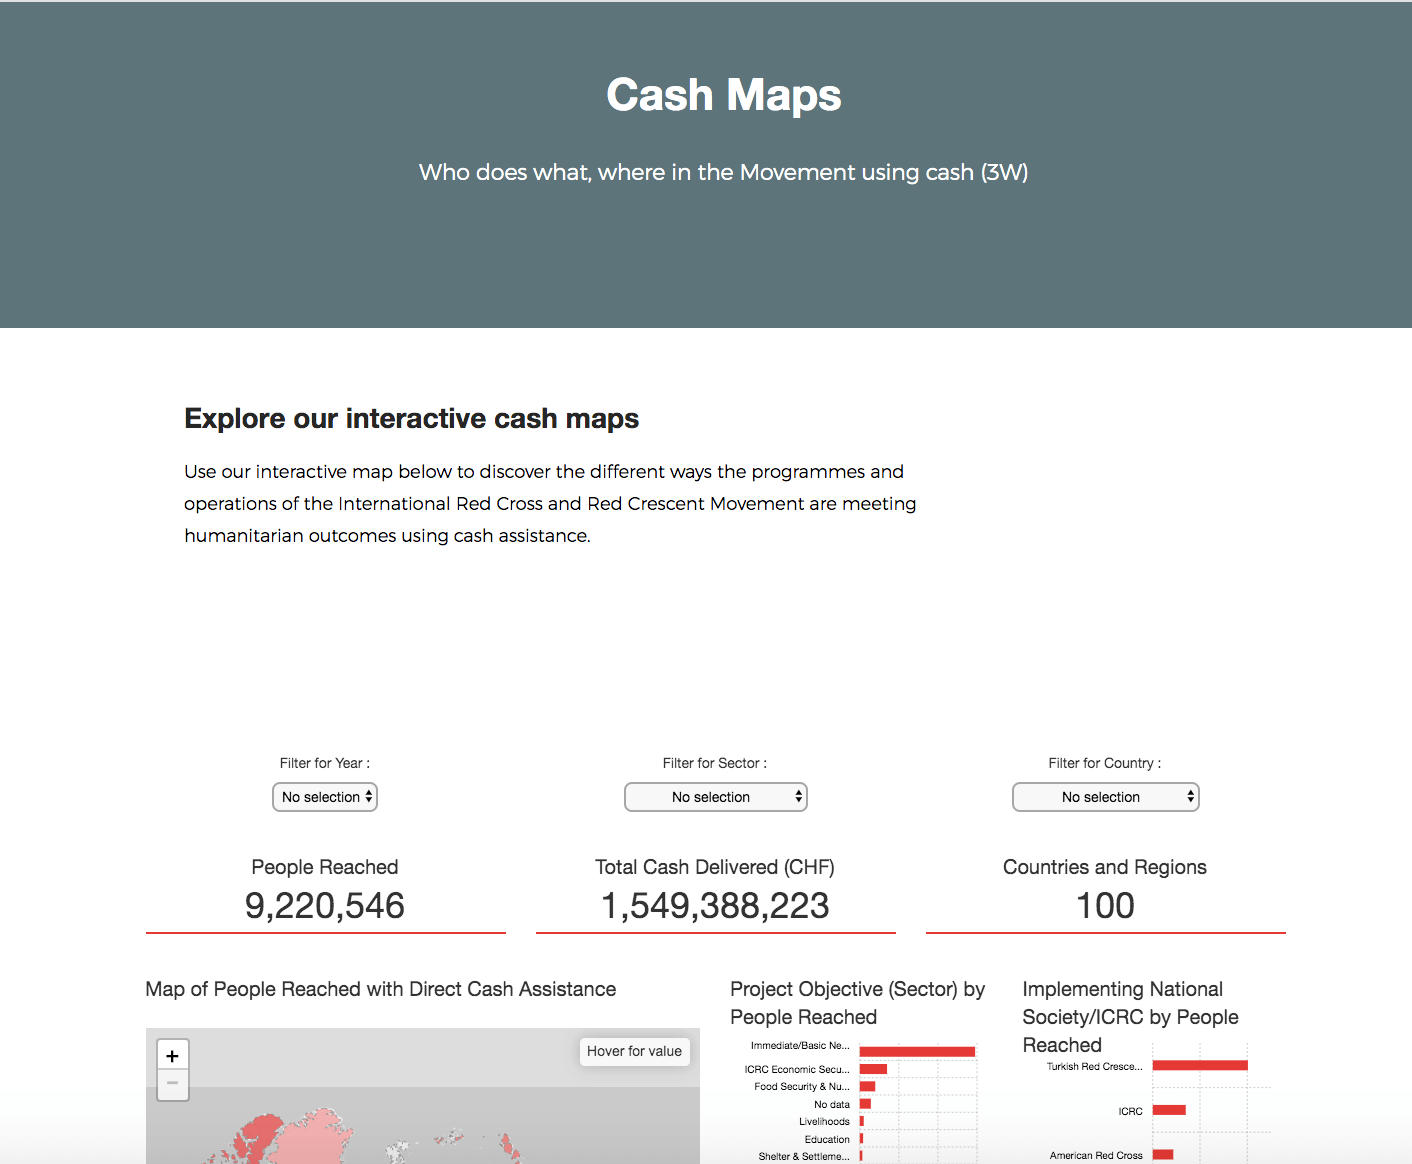 Cash Maps
Who does what, where in the Movement using cash (3W)
Explore our interactive cash maps
Use our interactive map below to discover the different ways the programmes and
operations of the International Red Cross and Red Crescent Movement are meeting
humanitarian outcomes using cash assistance.
Filter for Year :
No selection
Filter for Sector :
No selection
Filter for Country :
No selection
People Reached
9,220,546
Total Cash Delivered (CHF)
1,549,388,223
Countries and Regions
100
Map of People Reached with Direct Cash Assistance
+
−
Hover for value
Project Objective (Sector) by
People Reached
Immediate/Basic Ne...
ICRC Economic Secu...
Food Security & Nu...
No data
Livelihoods
Education
Shelter & Settleme...
Implementing National
Society/ICRC by People
Reached
Turkish Red Cresce...
ICRC
American Red Cross